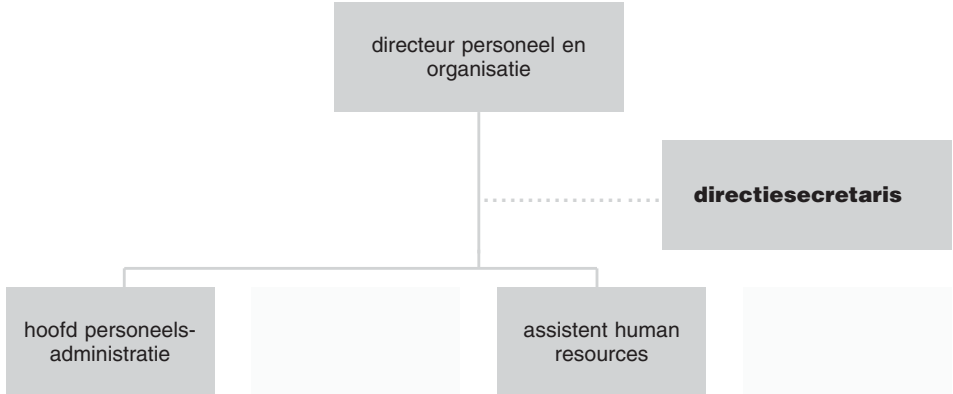 directeur personeel en
organisatie
directiesecretaris
hoofd personeels-
administratie
assistent human
resources